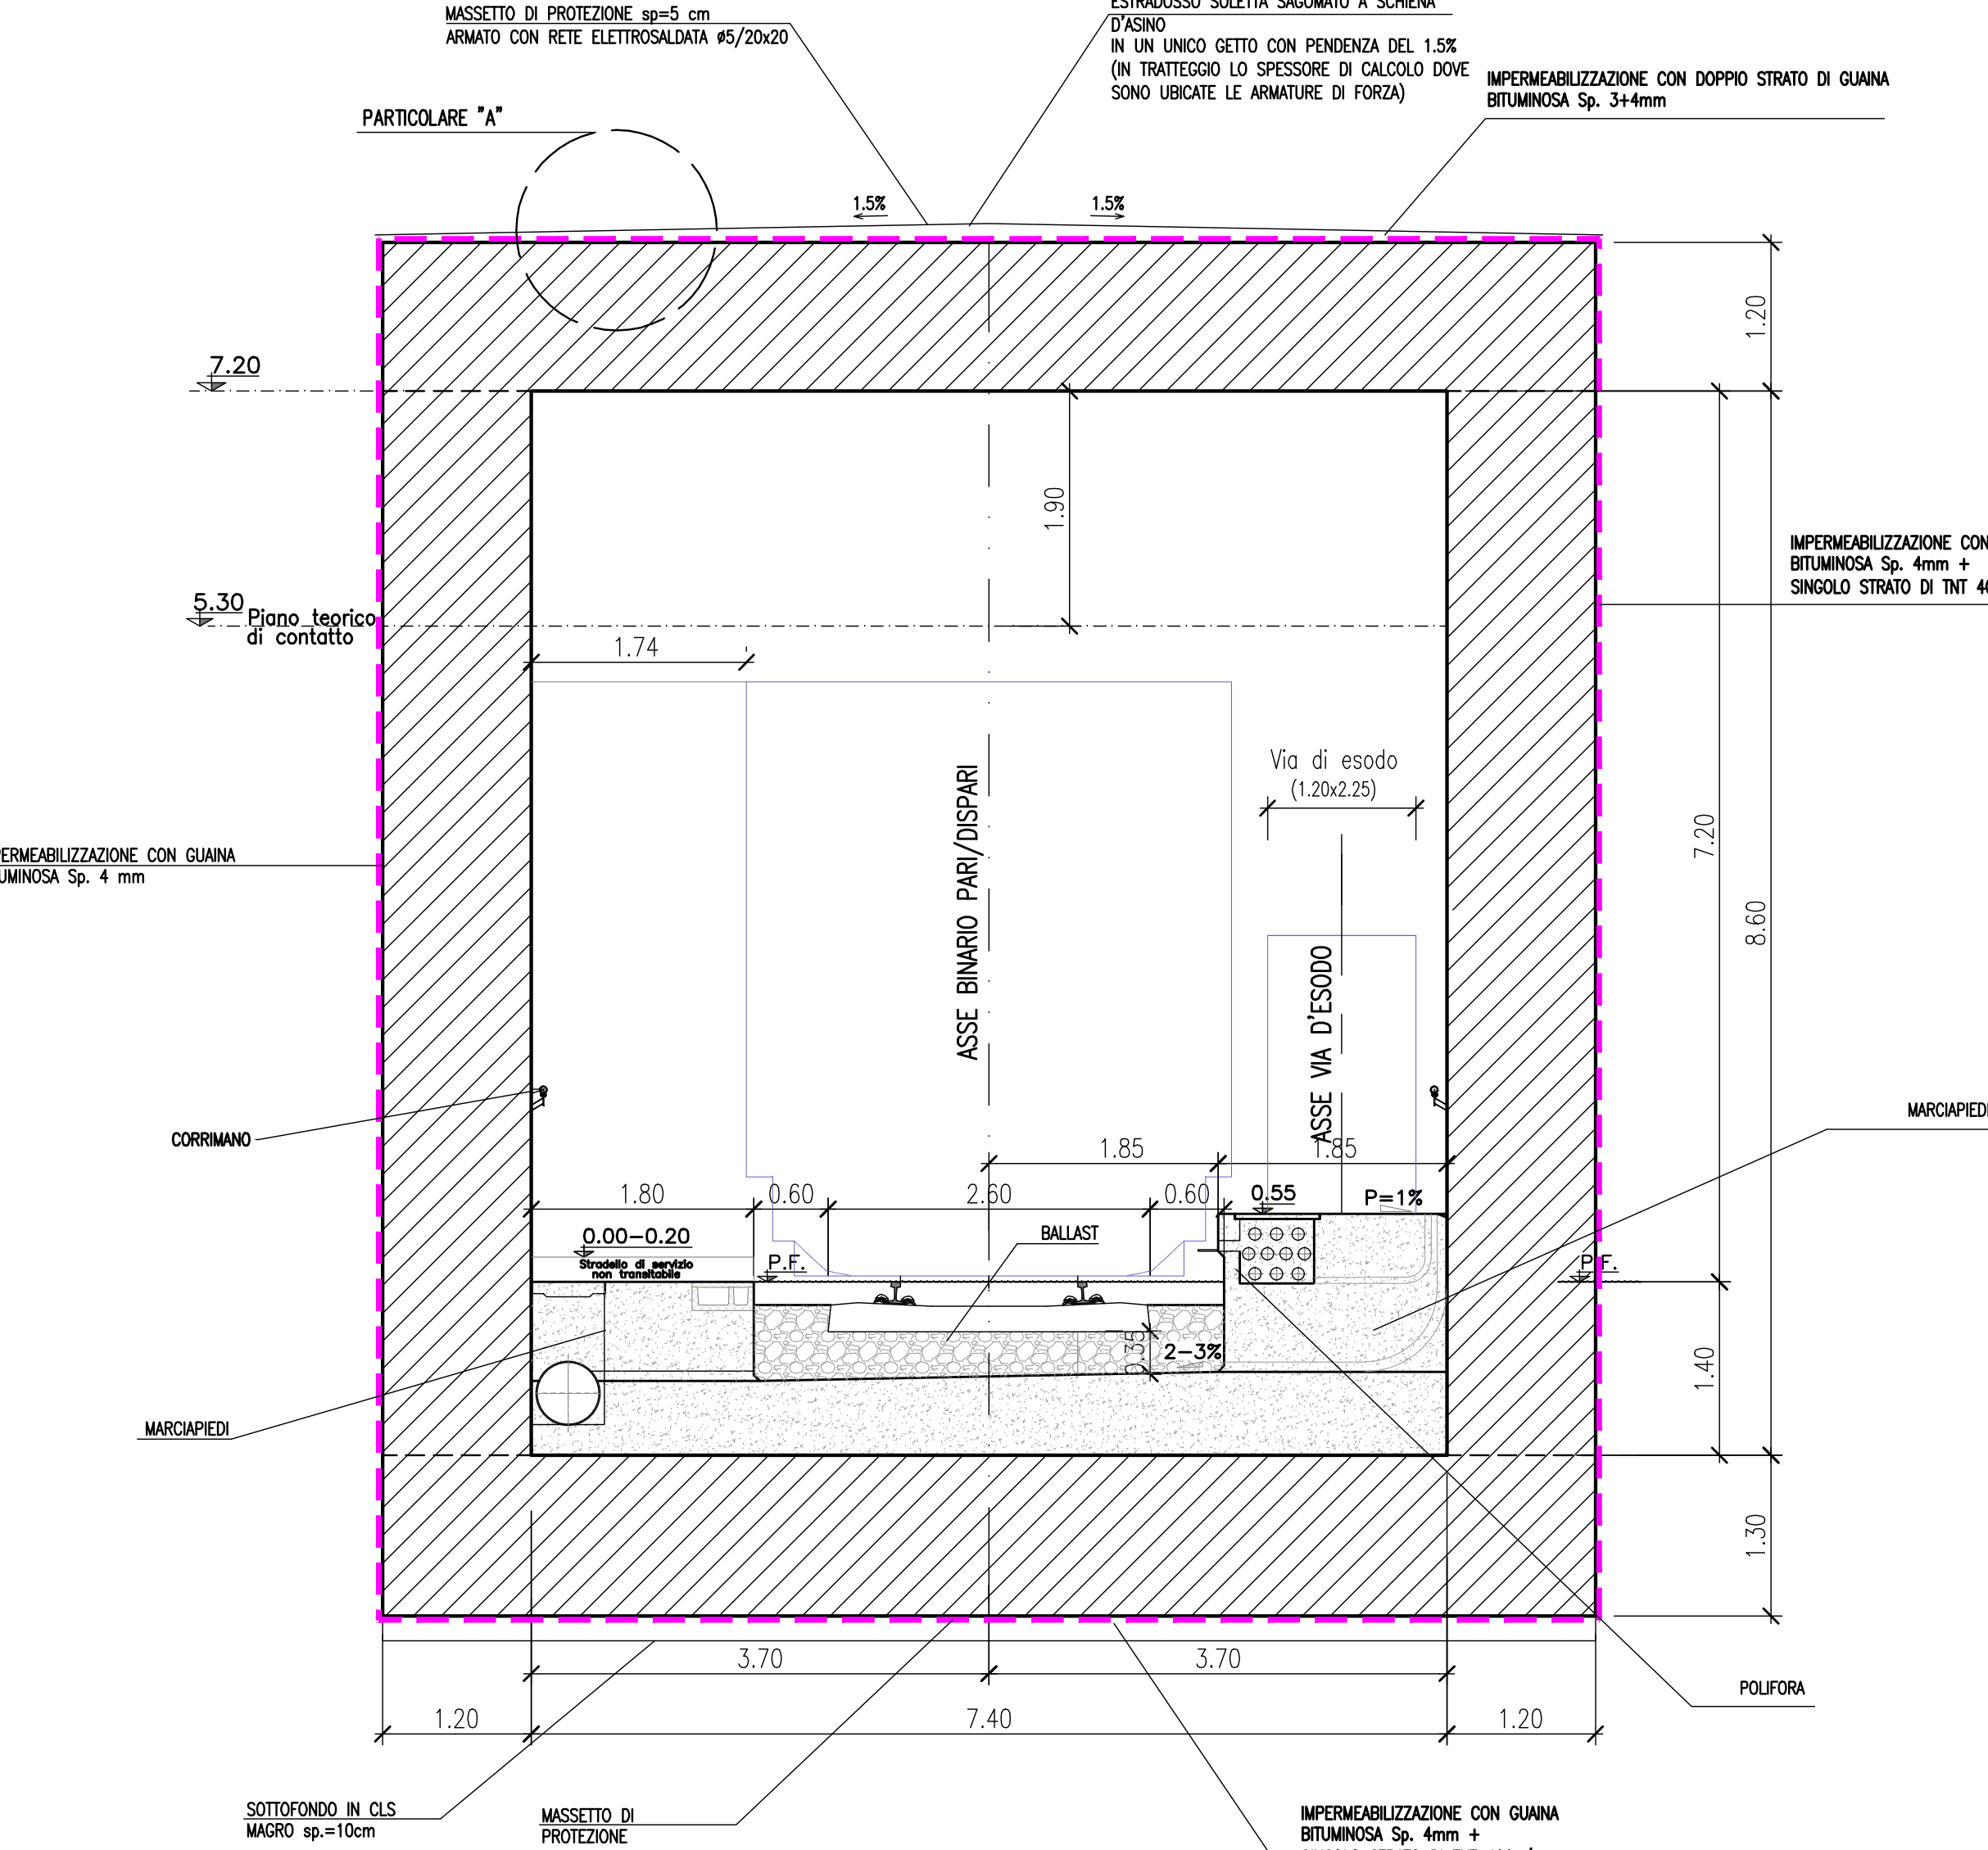 MASSETTO DI PROTEZIONE sp=5 cm
ARMATO CON RETE ELETTROSALDATA ø5/20x20
ESTRADOSSO SOLETTA SAGOMATO A SCHIENA
D'ASINO
IN UN UNICO GETTO CON PENDENZA DEL 1.5%
(IN TRATTEGGIO LO SPESSORE DI CALCOLO DOVE
SONO UBICATE LE ARMATURE DI FORZA)
IMPERMEABILIZZAZIONE CON DOPPIO STRATO DI GUAINA
BITUMINOSA Sp. 3+4mm
PARTICOLARE "A"
1.5%
1.5%
1.20
7.20
1.90
IMPERMEABILIZZAZIONE CON
BITUMINOSA Sp. 4mm +
SINGOLO STRATO DI TNT
5.30
Piano teorico
di contatto
1.74
Via di esodo
(1.20x2.25)
ASSE BINARIO PARI/DISPARI
7.20
8.60
PERMEABILIZZAZIONE CON GUAINA
UMINOSA Sp. 4 mm
ASSE VIA D'ESODO
CORRIMANO
MARCIAPIEDI
1.85
1.85
1.80
0.60
2.60
0.60
0.55
P=1%
0.00-0.20
Stradello di servizio
non transitabile
P.F.
BALLAST
P.F.
0.35
2-3%
1.40
MARCIAPIEDI
1.30
3.70
3.70
POLIFORA
1.20
7.40
1.20
SOTTOFONDO IN CLS
MAGRO sp.=10cm
MASSETTO DI
PROTEZIONE
IMPERMEABILIZZAZIONE CON GUAINA
BITUMINOSA Sp. 4mm +